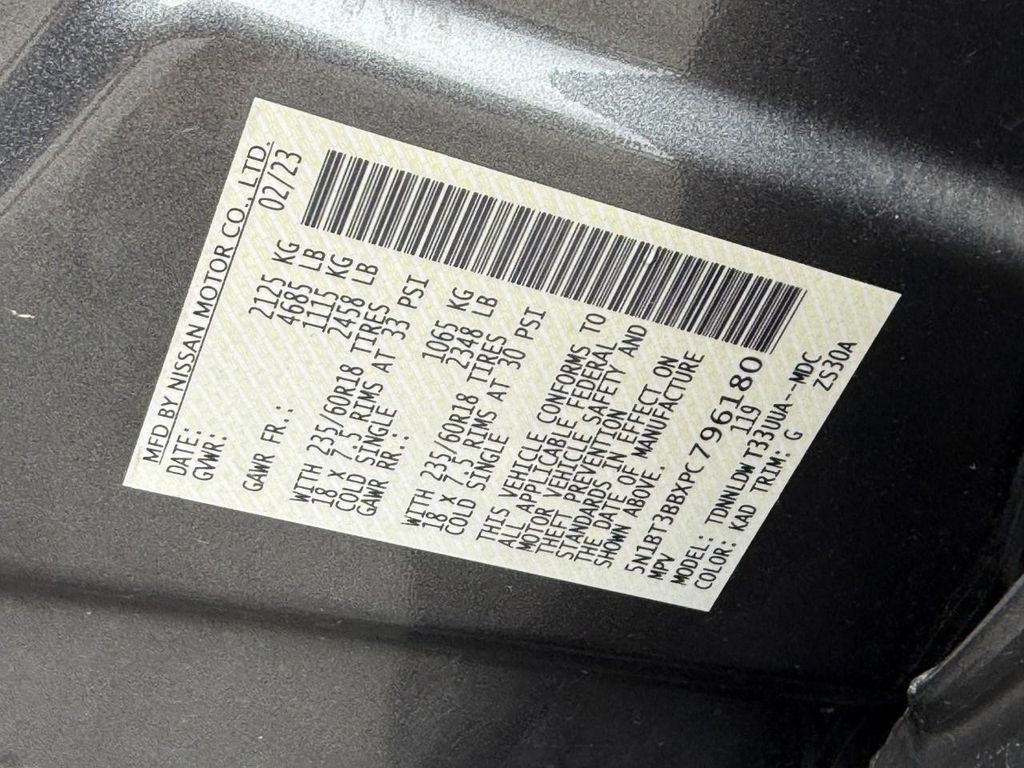 MFD BY NISSAN MOTOR CO., LTD.
DATE: 02/23
GVWR: 2125 KG
4685 LB
GAWR FR.: 1115 KG
2458 LB
WITH 235/60R18 TIRES
18 X 7.5 RIMS AT 33 PSI
COLD SINGLE
GAWR RR.: 1065 KG
2348 LB
WITH 235/60R18 TIRES
18 X 7.5 RIMS AT 30 PSI
COLD SINGLE
THIS VEHICLE CONFORMS TO
ALL APPLICABLE FEDERAL
MOTOR VEHICLE SAFETY AND
THEFT PREVENTION
STANDARDS IN EFFECT ON
THE DATE OF MANUFACTURE
SHOWN ABOVE.
5N1BT3BBXPC796180
MPV 119
MODEL: TDNNLDWT33UUA--MDC
COLOR: KAD TRIM: G ZS30A